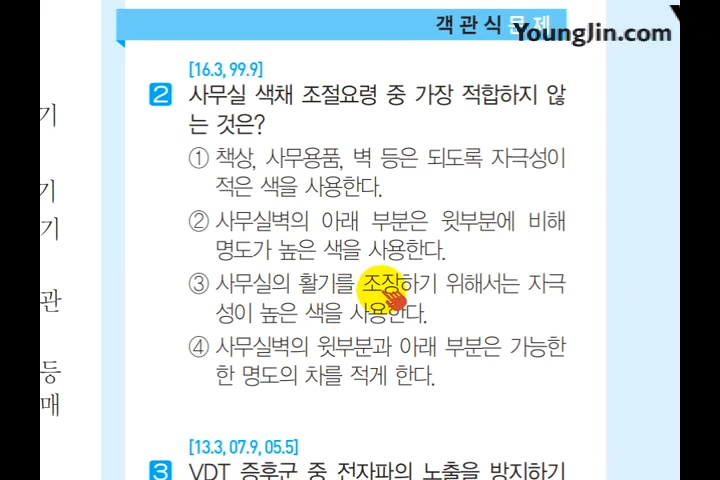 객관식 문제
YoungJin.com
[16.3, 99.9]
2 사무실 색채 조절요령 중 가장 적합하지 않
는 것은?
① 책상, 사무용품, 벽 등은 되도록 자극성이
적은 색을 사용한다.
② 사무실벽의 아래 부분은 윗부분에 비해
명도가 높은 색을 사용한다.
③ 사무실의 활기를 조장하기 위해서는 자극
성이 높은 색을 사용한다.
④ 사무실벽의 윗부분과 아래 부분은 가능한
한 명도의 차를 적게 한다.
기
기
기
관
등
매
[13.3, 07.9, 05.5]
3 VDT 증후군 중 전자파의 노출을 방지하기